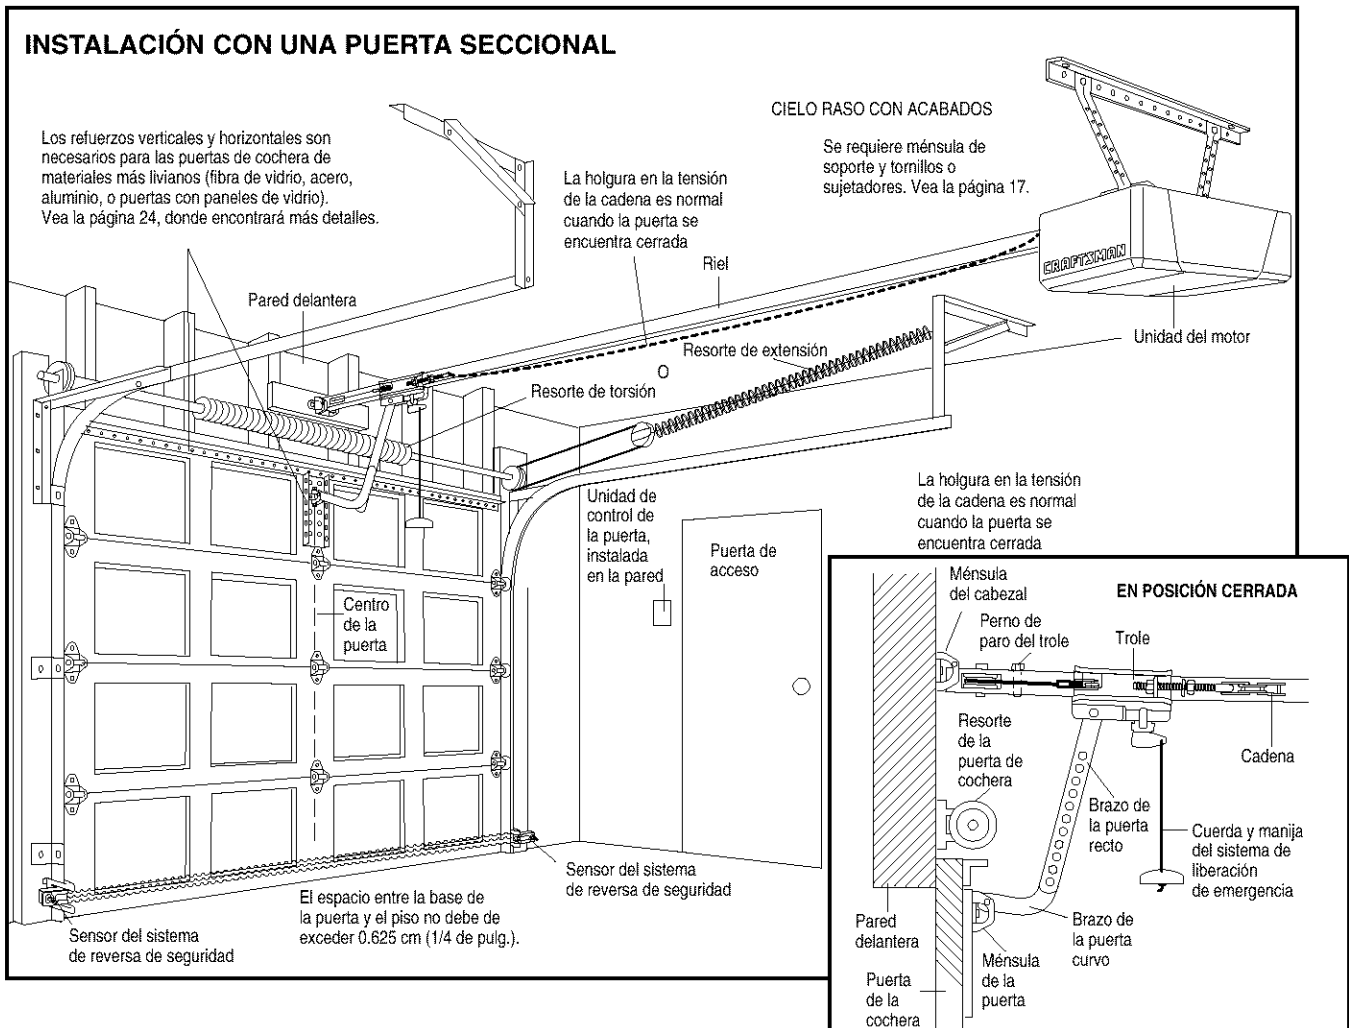 INSTALACIÓN CON UNA PUERTA SECCIONAL
CIELO RASO CON ACABADOS
Se requiere ménsula de
soporte y tornillos o
sujetadores. Vea la página 17.
Los refuerzos verticales y horizontales son
necesarios para las puertas de cochera de
materiales más livianos (fibra de vidrio, acero,
aluminio, o puertas con paneles de vidrio).
Vea la página 24, donde encontrará más detalles.
La holgura en la tensión
de la cadena es normal
cuando la puerta se
encuentra cerrada
Riel
CRAFTSMAN
Pared delantera
Unidad del motor
Resorte de extensión
O
Resorte de torsión
Unidad de
control de
la puerta,
instalada
en la pared
Puerta de
acceso
Centro
de la
puerta
Sensor del sistema
de reversa de seguridad
El espacio entre la base de
la puerta y el piso no debe de
exceder 0.625 cm (1/4 de pulg.).
Sensor del sistema
de reversa de seguridad
La holgura en la tensión
de la cadena es normal
cuando la puerta se
encuentra cerrada
EN POSICIÓN CERRADA
Ménsula
del cabezal
Perno de
paro del trole
Trole
Cadena
Resorte
de la
puerta de
cochera
Brazo de
la puerta
recto
Cuerda y manija
del sistema de
liberación
de emergencia
Pared
delantera
Brazo de
la puerta
curvo
Ménsula
de la
puerta
Puerta
de la
cochera